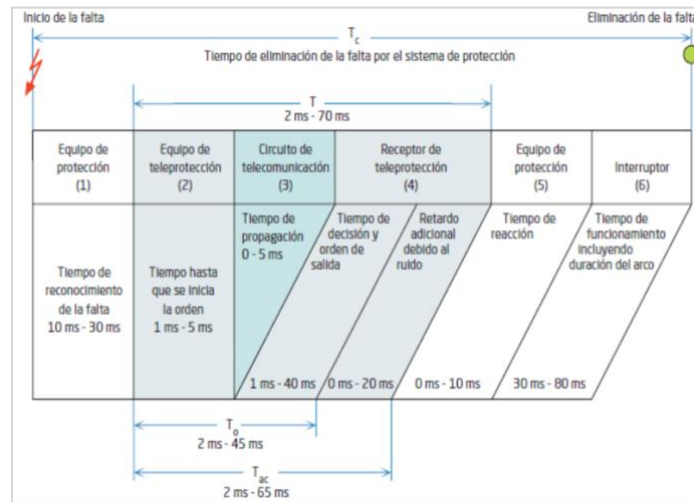 Inicio de la falta
Eliminación de la falta
Tc
Tiempo de eliminación de la falta por el sistema de protección
T
2 ms - 70 ms
Equipo de
protección
(1)
Equipo de
teleprotección
(2)
Circuito de
telecomunicación
(3)
Receptor de
teleprotección
(4)
Equipo de
protección
(5)
Interruptor
(6)
Tiempo de
reconocimiento
de la falta
10 ms - 30 ms
Tiempo hasta
que se inicia
la orden
1 ms - 5 ms
Tiempo de
propagación
0 - 5 ms
Tiempo de
decisión y
orden de
salida
Retardo
adicional
debido al
ruido
Tiempo de
reacción
Tiempo de
funcionamiento
incluyendo
duración del arco
1 ms - 40 ms
0 ms - 20 ms
0 ms - 10 ms
30 ms - 80 ms
To
2 ms - 45 ms
Tac
2 ms - 65 ms